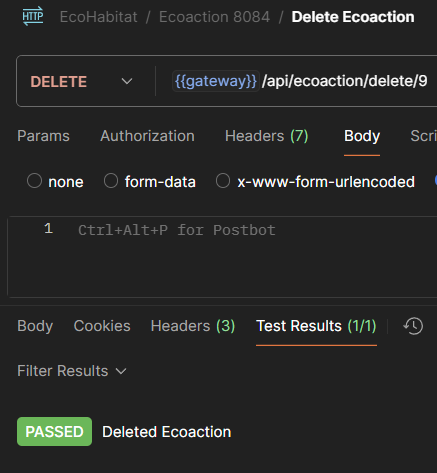 HTTP EcoHabitat / Ecoaction 8084 / Delete Ecoaction
DELETE {{gateway}}/api/ecoaction/delete/9
Params Authorization Headers (7) Body Scri
none form-data x-www-form-urlencoded
1 Ctrl+Alt+P for Postbot
Body Cookies Headers (3) Test Results (1/1)
Filter Results
PASSED Deleted Ecoaction